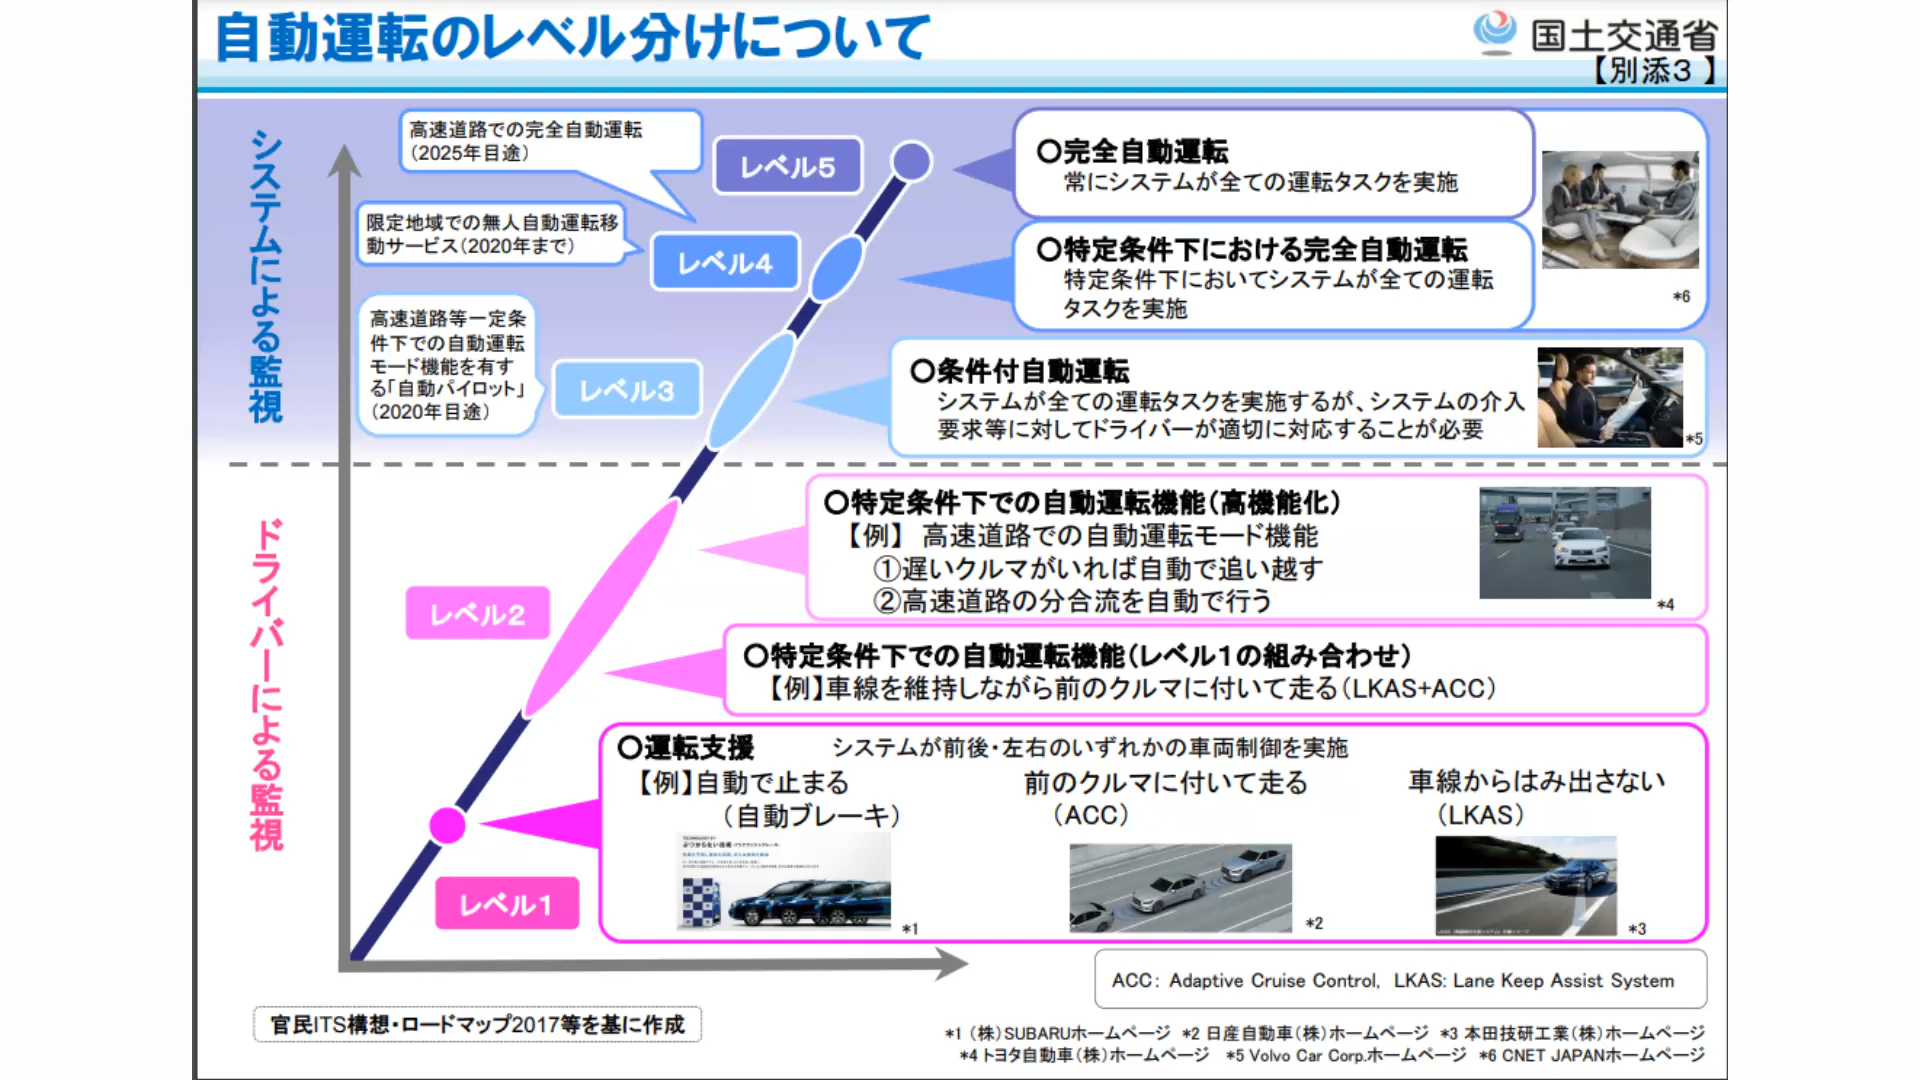 自動運転のレベル分けについて
国土交通省
【別添3 】
システムによる監視
ドライバーによる監視
高速道路での完全自動運転
（2025年目途）
レベル5
〇完全自動運転
常にシステムが全ての運転タスクを実施
限定地域での無人自動運転移
動サービス（2020年まで）
レベル4
〇特定条件下における完全自動運転
特定条件下においてシステムが全ての運転
タスクを実施
*6
高速道路等一定条
件下での自動運転
モード機能を有す
る「自動パイロット」
（2020年目途）
レベル3
〇条件付自動運転
システムが全ての運転タスクを実施するが、システムの介入
要求等に対してドライバーが適切に対応することが必要
*5
〇特定条件下での自動運転機能（高機能化）
【例】 高速道路での自動運転モード機能
①遅いクルマがいれば自動で追い越す
②高速道路の分合流を自動で行う
*4
レベル2
〇特定条件下での自動運転機能（レベル1の組み合わせ）
【例】車線を維持しながら前のクルマに付いて走る（LKAS+ACC）
〇運転支援 システムが前後・左右のいずれかの車両制御を実施
【例】自動で止まる
（自動ブレーキ）
前のクルマに付いて走る
（ACC）
車線からはみ出さない
（LKAS）
ぶつからない技術
*1
*2
*3
レベル1
ACC： Adaptive Cruise Control, LKAS: Lane Keep Assist System
官民ITS構想・ロードマップ2017等を基に作成
*1 （株）SUBARUホームページ *2 日産自動車（株）ホームページ *3 本田技研工業（株）ホームページ
*4 トヨタ自動車（株）ホームページ *5 Volvo Car Corp.ホームページ *6 CNET JAPANホームページ